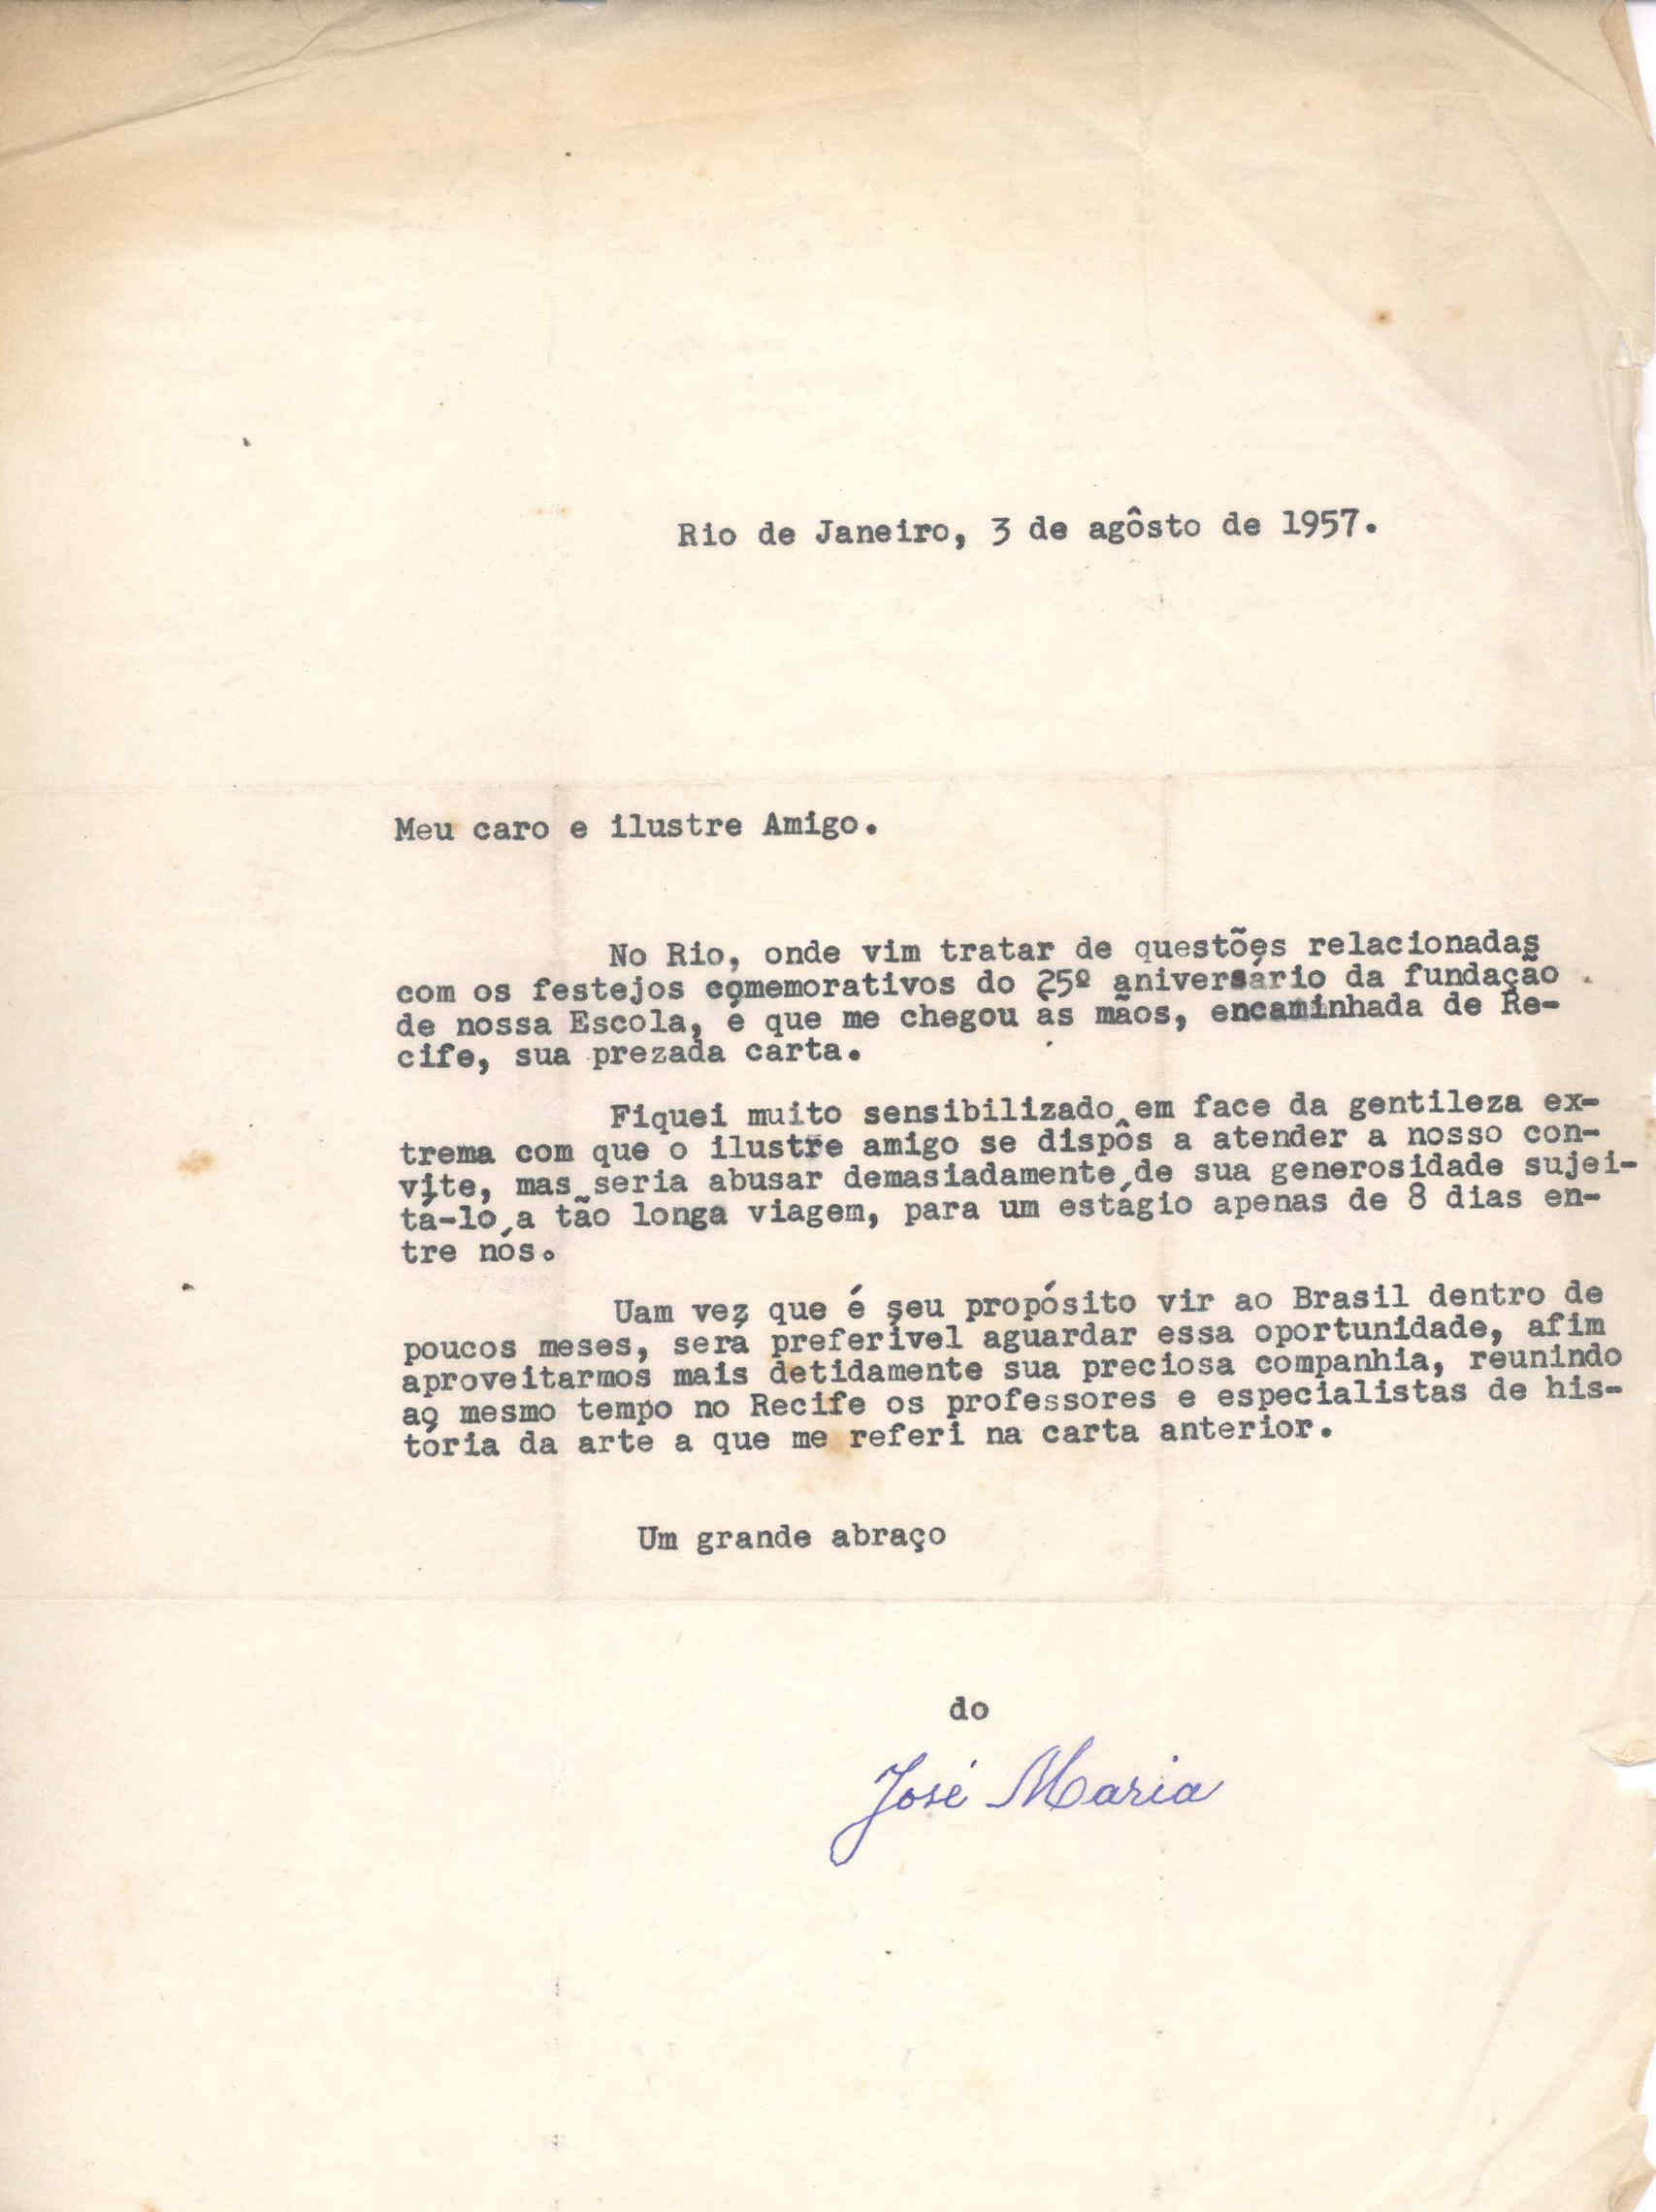 Rio de Janeiro, 3 de agôsto de 1957.
Meu caro e ilustre Amigo.
No Rio, onde vim tratar de questões relacionadas
com os festejos comemorativos do 25º aniversário da fundação
de nossa Escola, é que me chegou às mãos, encaminhada de Re-
cife, sua prezada carta.
Fiquei muito sensibilizado em face da gentileza ex-
trema com que o ilustre amigo se dispôs a atender a nosso con-
vite, mas seria abusar demasiadamente de sua generosidade sujei-
tá-lo a tão longa viagem, para um estágio apenas de 8 dias en-
tre nós.
Uam vez que é seu propósito vir ao Brasil dentro de
poucos meses, será preferível aguardar essa oportunidade, afim
aproveitarmos mais detidamente sua preciosa companhia, reunindo
ao mesmo tempo no Recife os professores e especialistas de his-
tória da arte a que me referi na carta anterior.
Um grande abraço
do
José Maria